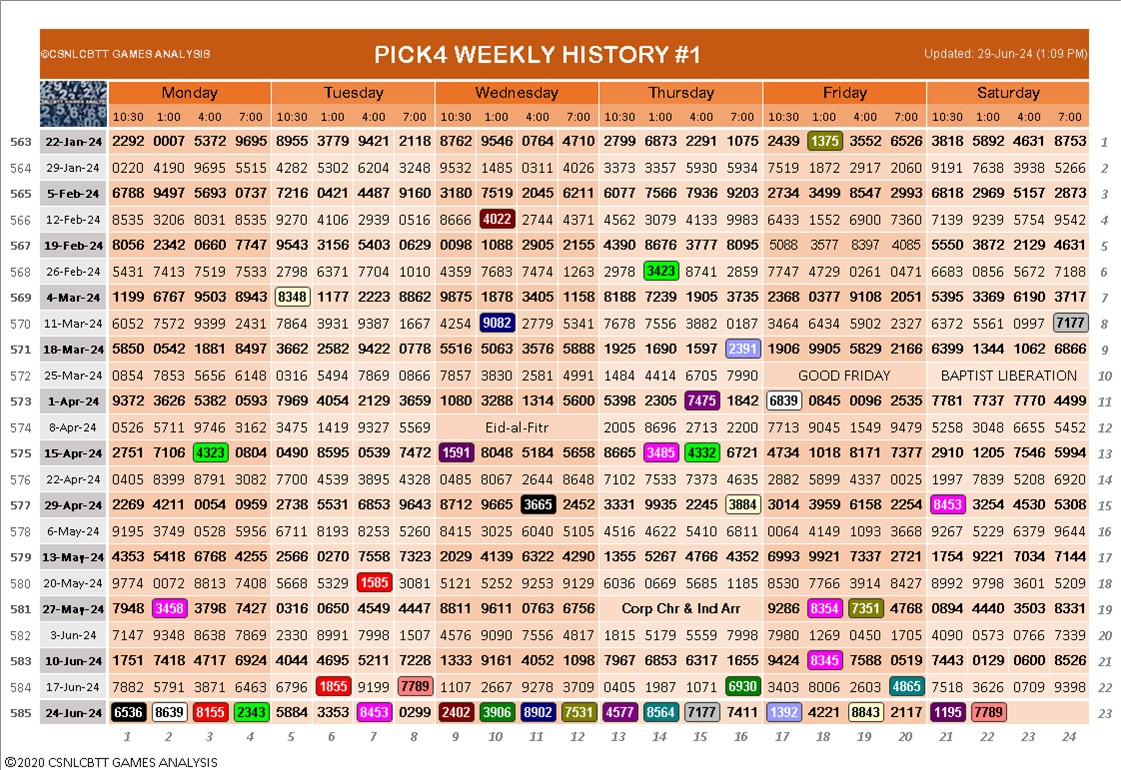 ©CSNLCBTT GAMES ANALYSIS PICK4 WEEKLY HISTORY #1 Updated: 29-Jun-24 (1:09 PM)
Monday Tuesday Wednesday Thursday Friday Saturday
10:30 1:00 4:00 7:00 10:30 1:00 4:00 7:00 10:30 1:00 4:00 7:00 10:30 1:00 4:00 7:00 10:30 1:00 4:00 7:00 10:30 1:00 4:00 7:00
563 22-Jan-24 2292 0007 5372 9695 8955 3779 9421 2118 8762 9546 0764 4710 2799 6873 2291 1075 2439 1375 3552 6526 3818 5892 4631 8753 1
564 29-Jan-24 0220 4190 9695 5515 4282 5302 6204 3248 9532 1485 0311 4026 3373 3357 5930 5934 7519 1872 2917 2060 9191 7638 3938 5266 2
565 5-Feb-24 6788 9497 5693 0737 7216 0421 4487 9160 3180 7519 2045 6211 6077 7566 7936 9203 2734 3499 8547 2993 6818 2969 5157 2873 3
566 12-Feb-24 8535 3206 8031 8535 9270 4106 2939 0516 8666 4022 2744 4371 4562 3079 4133 9983 6433 1552 6900 7360 7139 9239 5754 9542 4
567 19-Feb-24 8056 2342 0660 7747 9543 3156 5403 0629 0098 1088 2905 2155 4390 8676 3777 8095 5088 3577 8397 4085 5550 3872 2129 4631 5
568 26-Feb-24 5431 7413 7519 7533 2798 6371 7704 1010 4359 7683 7474 1263 2978 3423 8741 2859 7747 4729 0261 0471 6683 0856 5672 7188 6
569 4-Mar-24 1199 6767 9503 8943 8348 1177 2223 8862 9875 1878 3405 1158 8188 7239 1905 3735 2368 0377 9108 2051 5395 3369 6190 3717 7
570 11-Mar-24 6052 7572 9399 2431 7864 3931 9387 1667 4254 9082 2779 5341 7678 7556 3882 0187 3464 6434 5902 2327 6372 5561 0997 7177 8
571 18-Mar-24 5850 0542 1881 8497 3662 2582 9422 0778 5516 5063 3576 5888 1925 1690 1597 2391 1906 9905 5829 2166 6399 1344 1062 6866 9
572 25-Mar-24 0854 7853 5656 6148 0316 5494 7869 0866 7857 3830 2581 4991 1484 4414 6705 7990 GOOD FRIDAY BAPTIST LIBERATION 10
573 1-Apr-24 9372 3626 5382 0593 7969 4054 2129 3659 1080 3288 1314 5600 5398 2305 7475 1842 6839 0845 0096 2535 7781 7737 7770 4499 11
574 8-Apr-24 0526 5711 9746 3162 3475 1419 9327 5569 Eid-al-Fitr 2005 8696 2713 2200 7713 9045 1549 9479 5258 3048 6655 5452 12
575 15-Apr-24 2751 7106 4323 0804 0490 8595 0539 7472 1591 8048 5184 5658 8665 3485 4332 6721 4734 1018 8171 7377 2910 1205 7546 5994 13
576 22-Apr-24 0405 8399 8791 3082 7700 4539 3895 4328 0485 8067 2644 8648 7102 7533 7373 4635 2882 5899 4337 0025 1997 7839 5208 6920 14
577 29-Apr-24 2269 4211 0054 0959 2738 5531 6853 9643 8712 9665 3665 2452 3331 9935 2245 3884 3014 3959 6158 2254 8453 3254 4530 5308 15
578 6-May-24 9195 3749 0528 5956 6711 8193 8253 5260 8415 3025 6040 5105 4516 4622 5410 6811 0064 4149 1093 3668 9267 5229 6379 9644 16
579 13-May-24 4353 5418 6768 4255 2566 0270 7558 7323 2029 4139 6322 4290 1355 5267 4766 4352 6993 9921 7337 2721 1754 9221 7034 7144 17
580 20-May-24 9774 0072 8813 7408 5668 5329 1585 3081 5121 5252 9253 9129 6036 0669 5685 1185 8530 7766 3914 8427 8992 9798 3601 5209 18
581 27-May-24 7948 3458 3798 7427 0316 0650 4549 4447 8811 9611 0763 6756 Corp Chr & Ind Arr 9286 8354 7351 4768 0894 4440 3503 8331 19
582 3-Jun-24 7147 9348 8638 7869 2330 8991 7998 1507 4576 9090 7556 4817 1815 5179 5559 7998 7980 1269 0450 1705 4090 0573 0766 7339 20
583 10-Jun-24 1751 7418 4717 6924 4044 4695 5211 7228 1333 9161 4052 1098 7967 6853 6317 1655 9424 8345 7588 0519 7443 0129 0600 8526 21
584 17-Jun-24 7882 5791 3871 6463 6796 1855 9199 7789 1107 2667 9278 3709 0405 1987 1071 6930 3403 8006 2603 4865 7518 3626 0709 9398 22
585 24-Jun-24 6536 8639 8155 2343 5884 3353 8453 0299 2402 3906 8902 7531 4577 8564 7177 7411 1392 4221 8843 2117 1195 7789 23
1 2 3 4 5 6 7 8 9 10 11 12 13 14 15 16 17 18 19 20 21 22 23 24
©2020 CSNLCBTT GAMES ANALYSIS